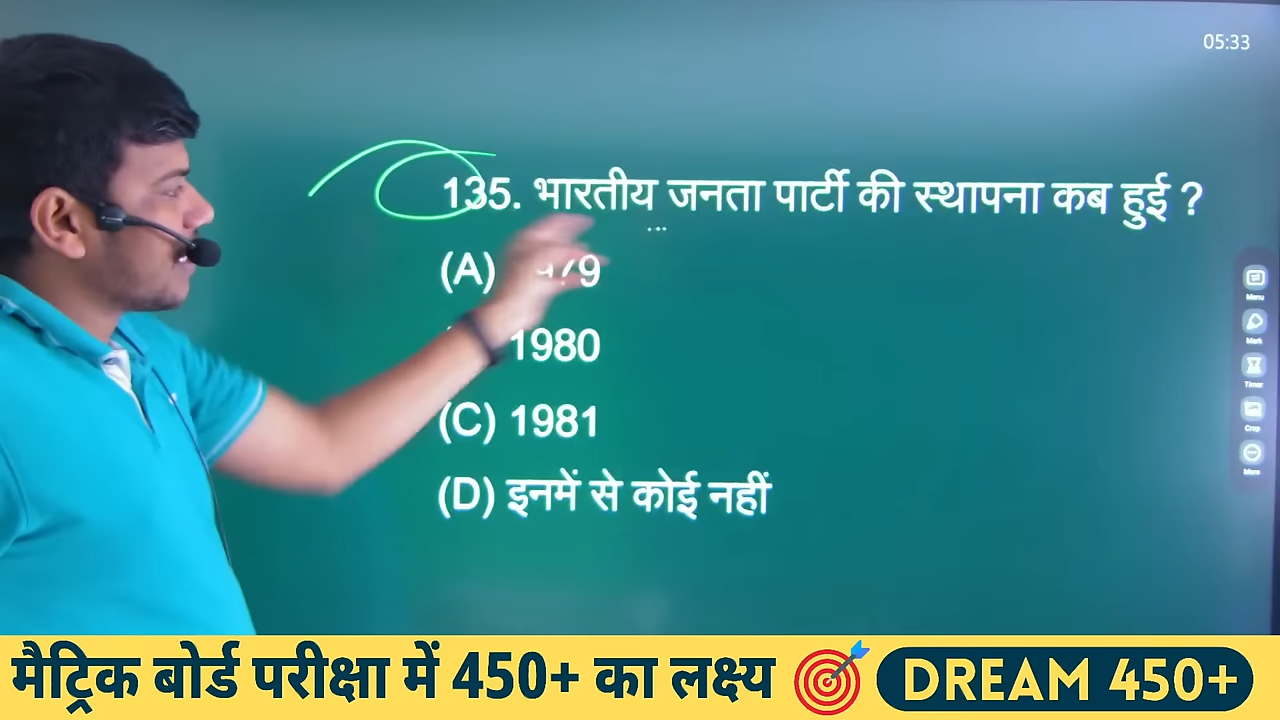 05:33
135. भारतीय जनता पार्टी की स्थापना कब हुई ?
(A)
1980
(C) 1981
(D) इनमें से कोई नहीं
Menu
Mark
Timer
Crop
More
मैट्रिक बोर्ड परीक्षा में 450+ का लक्ष्य DREAM 450+